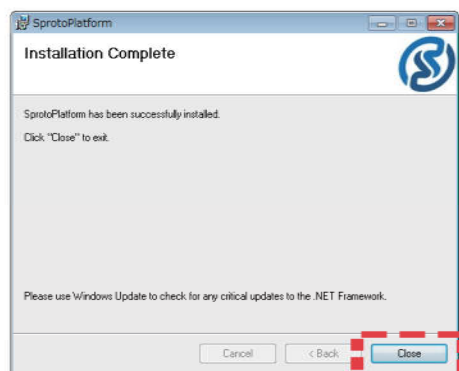 SprotoPlatform
Installation Complete
SprotoPlatform has been successfully installed.
Click "Close" to exit.
Please use Windows Update to check for any critical updates to the .NET Framework.
Cancel
< Back
Close